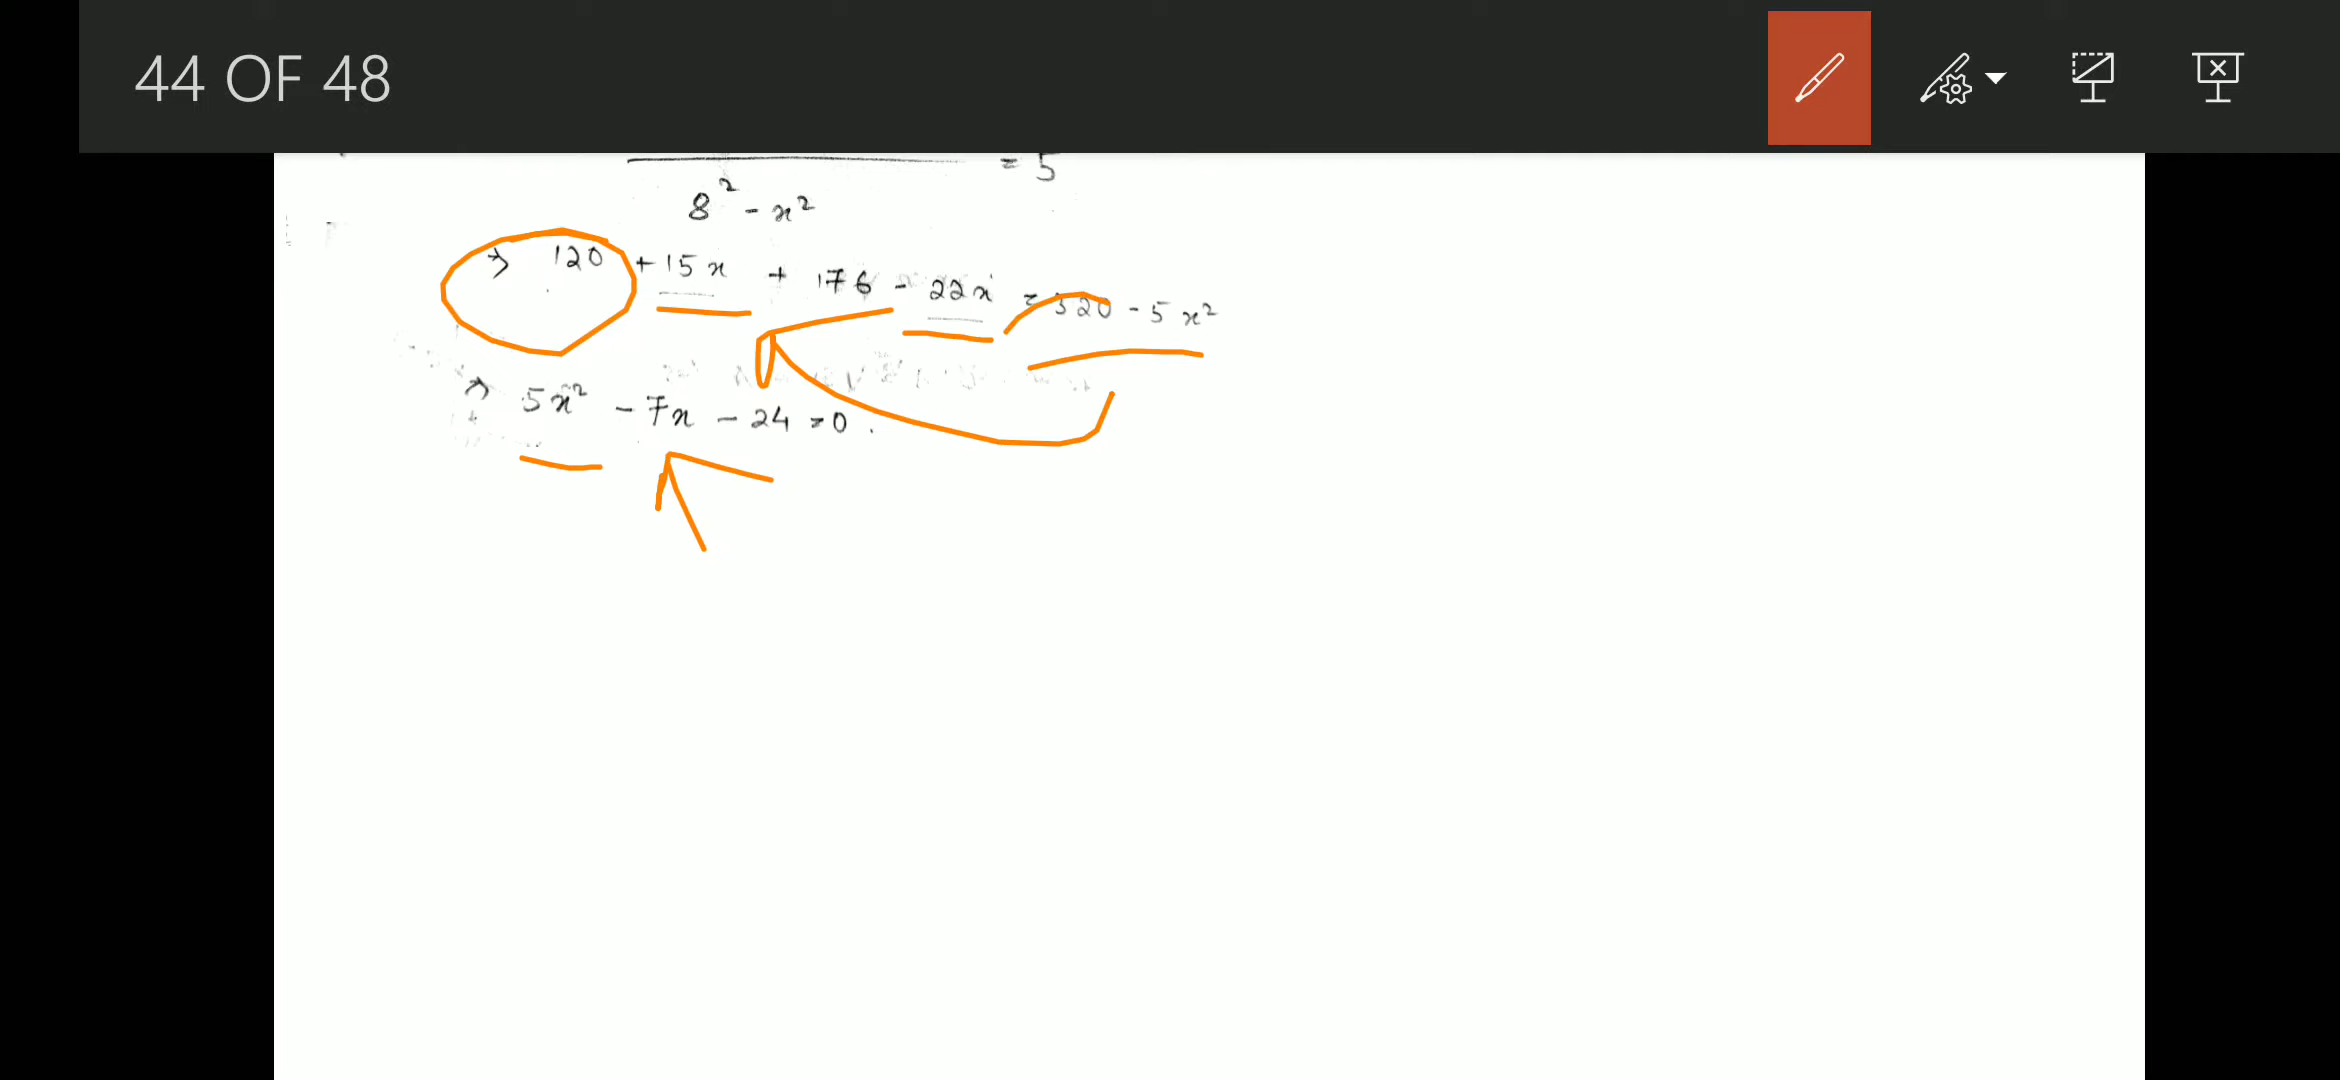 44 OF 48
= 5
8² - x²
⇒ 120 + 15x + 176 - 22x = 320 - 5x²
⇒ 5x² - 7x - 24 = 0.